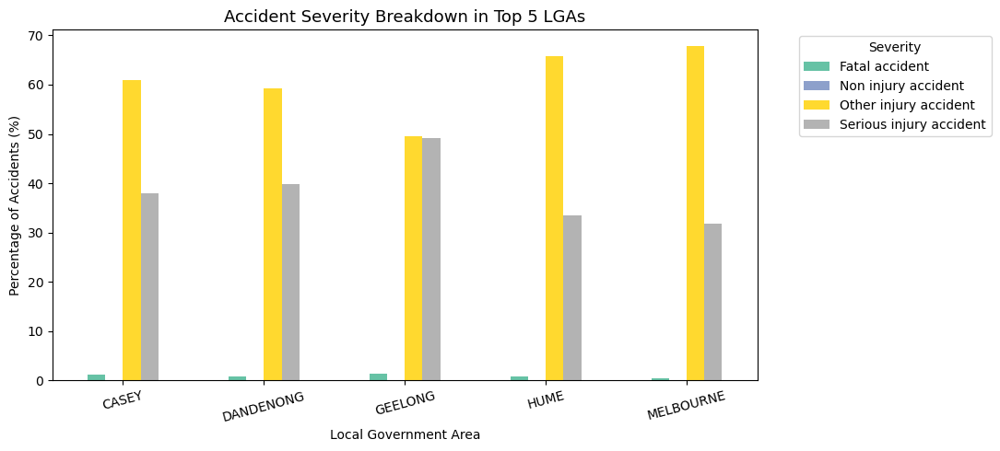 Accident Severity Breakdown in Top 5 LGAs
Percentage of Accidents (%)
70
60
50
40
30
20
10
0
CASEY
DANDENONG
GEELONG
HUME
MELBOURNE
Local Government Area
Severity
Fatal accident
Non injury accident
Other injury accident
Serious injury accident